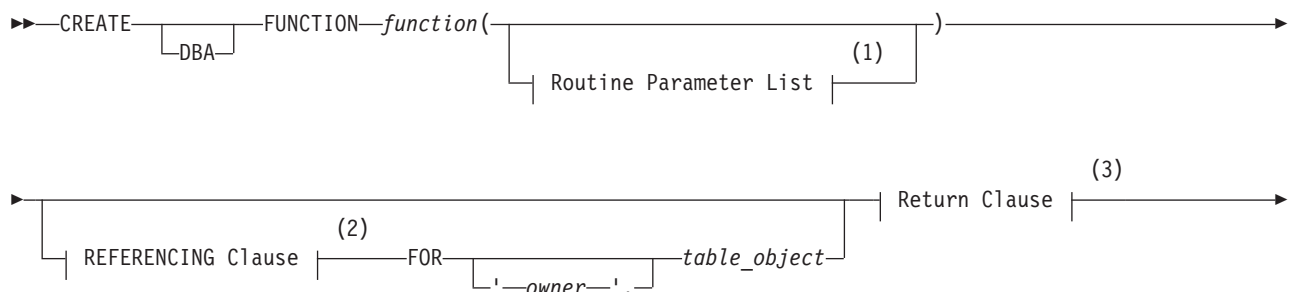 CREATE DBA FUNCTION function( Routine Parameter List (1) )
REFERENCING Clause (2) FOR 'owner'. table_object Return Clause (3)